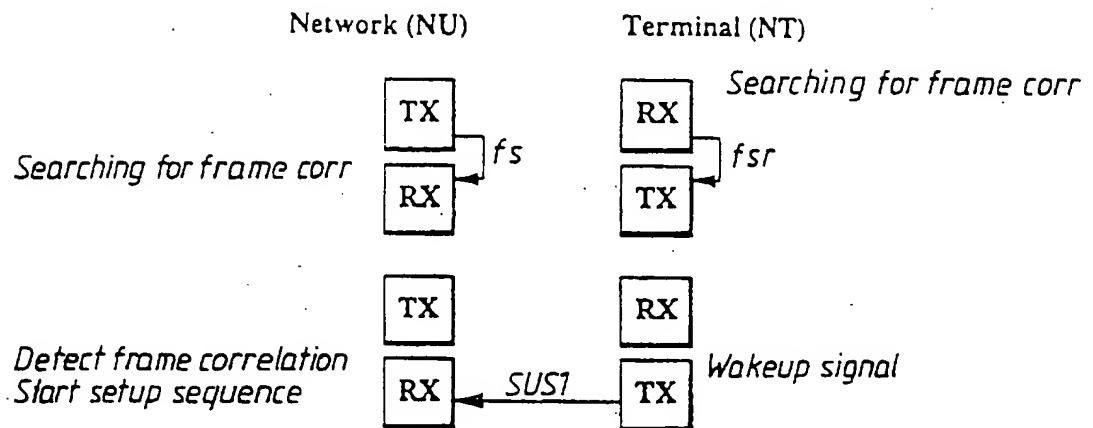 Network (NU) Terminal (NT)
Searching for frame corr
TX RX
fs fsr
Searching for frame corr
RX TX
TX RX
Detect frame correlation
Start setup sequence
Wakeup signal
RX SUS1 TX